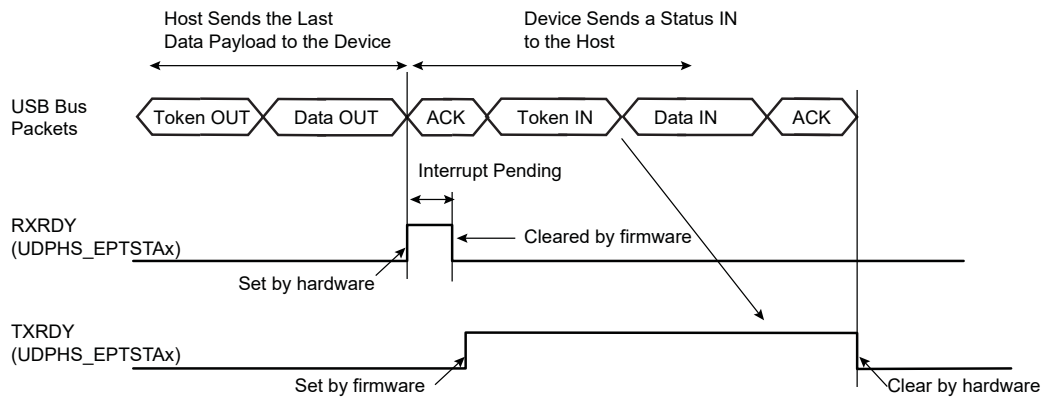 Host Sends the Last
Data Payload to the Device
Device Sends a Status IN
to the Host
USB Bus
Packets
Token OUT
Data OUT
ACK
Token IN
Data IN
ACK
Interrupt Pending
RXRDY
(UDPHS_EPTSTAx)
Set by hardware
Cleared by firmware
TXRDY
(UDPHS_EPTSTAx)
Set by firmware
Clear by hardware